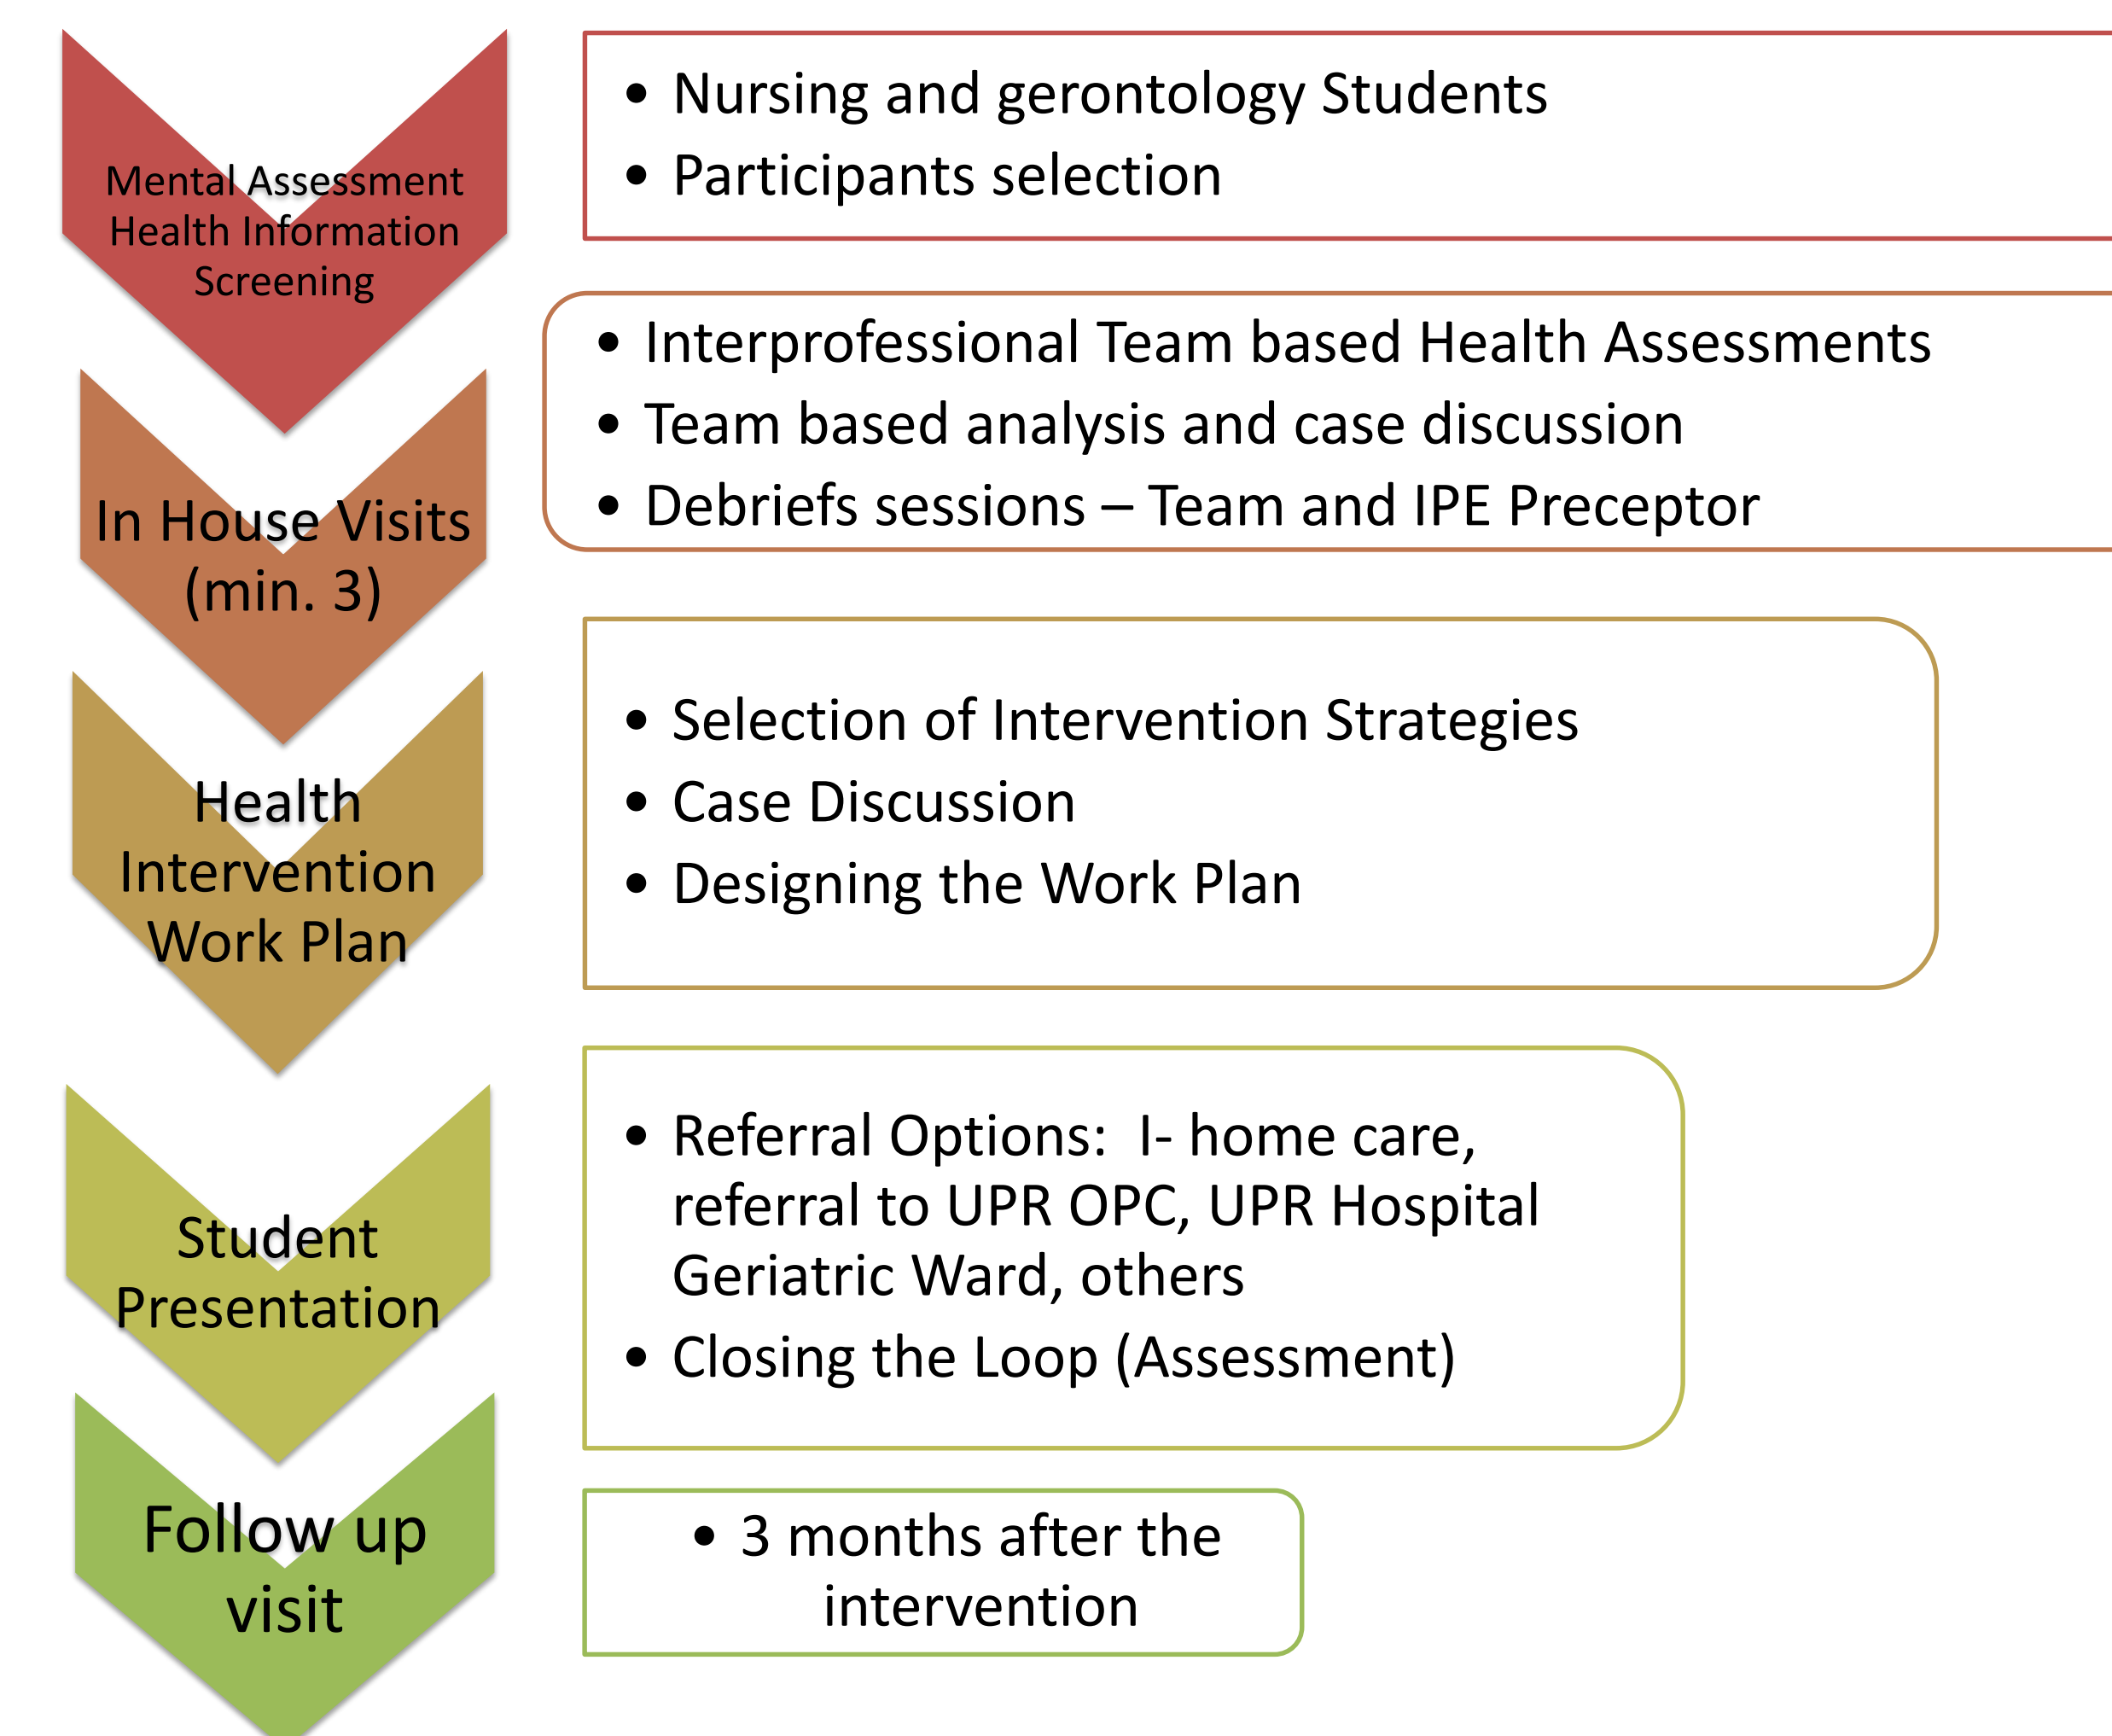 Mental Assessment
Health Information
Screening
• Nursing and gerontology Students
• Participants selection
In House Visits
(min. 3)
• Interprofessional Team based Health Assessments
• Team based analysis and case discussion
• Debriefs sessions – Team and IPE Preceptor
Health
Intervention
Work Plan
• Selection of Intervention Strategies
• Case Discussion
• Designing the Work Plan
Student
Presentation
• Referral Options:  I- home care,
referral to UPR OPC, UPR Hospital
Geriatric Ward, others
• Closing the Loop (Assessment)
Follow up
visit
• 3 months after the
intervention